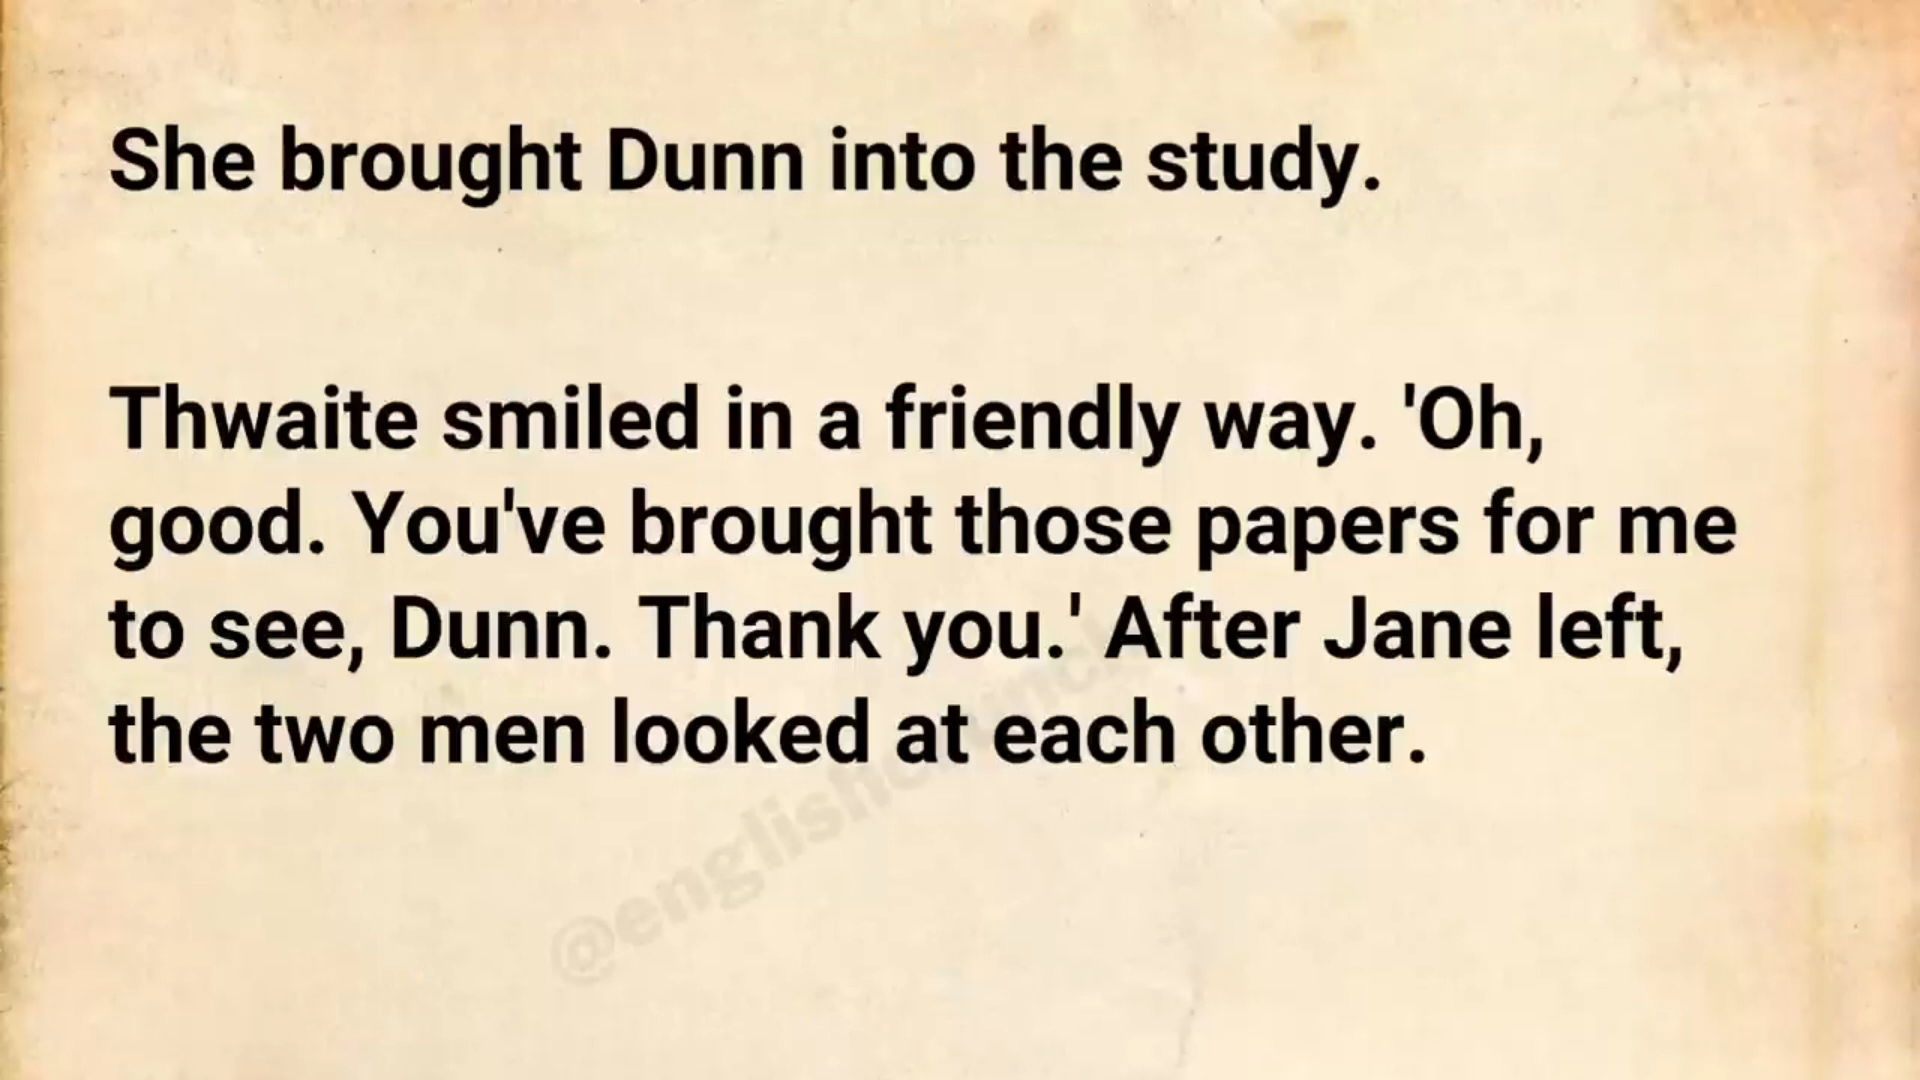 She brought Dunn into the study.
Thwaite smiled in a friendly way. 'Oh,
good. You've brought those papers for me
to see, Dunn. Thank you.' After Jane left,
the two men looked at each other.